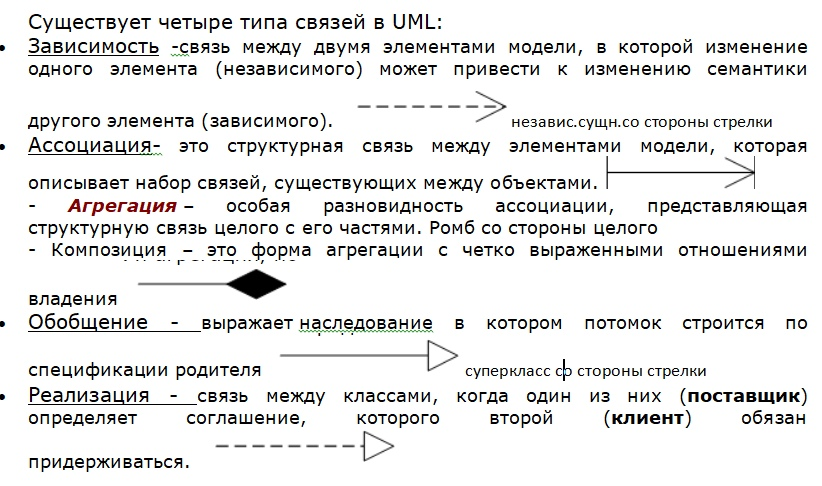 Существует четыре типа связей в UML:
• Зависимость -связь между двумя элементами модели, в которой изменение
одного элемента (независимого) может привести к изменению семантики
другого элемента (зависимого). независ.сущн.со стороны стрелки
• Ассоциация- это структурная связь между элементами модели, которая
описывает набор связей, существующих между объектами.
- Агрегация – особая разновидность ассоциации, представляющая
структурную связь целого с его частями. Ромб со стороны целого
- Композиция – это форма агрегации с четко выраженными отношениями
владения
• Обобщение - выражает наследование в котором потомок строится по
спецификации родителя суперкласс со стороны стрелки
• Реализация - связь между классами, когда один из них (поставщик)
определяет соглашение, которого второй (клиент) обязан
придерживаться.